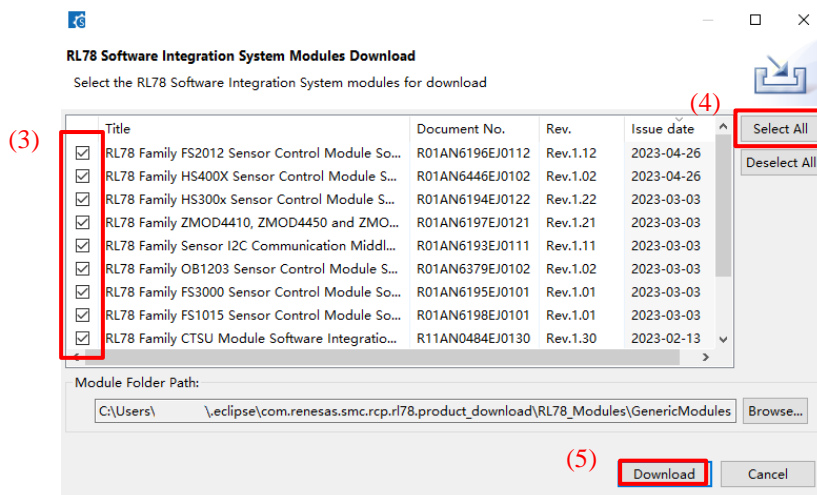 RL78 Software Integration System Modules Download
Select the RL78 Software Integration System modules for download
(4)
(3)
Title Document No. Rev. Issue date Select All
RL78 Family FS2012 Sensor Control Module So... R01AN6196EJ0112 Rev.1.12 2023-04-26 Deselect All
RL78 Family HS400X Sensor Control Module S... R01AN6446EJ0102 Rev.1.02 2023-04-26
RL78 Family HS300x Sensor Control Module S... R01AN6194EJ0122 Rev.1.22 2023-03-03
RL78 Family ZMOD4410, ZMOD4450 and ZMO... R01AN6197EJ0121 Rev.1.21 2023-03-03
RL78 Family Sensor I2C Communication Middl... R01AN6193EJ0111 Rev.1.11 2023-03-03
RL78 Family OB1203 Sensor Control Module S... R01AN6379EJ0102 Rev.1.02 2023-03-03
RL78 Family FS3000 Sensor Control Module So... R01AN6195EJ0101 Rev.1.01 2023-03-03
RL78 Family FS1015 Sensor Control Module So... R01AN6198EJ0101 Rev.1.01 2023-03-03
RL78 Family CTSU Module Software Integratio... R11AN0484EJ0130 Rev.1.30 2023-02-13
Module Folder Path:
C:\Users\ \.eclipse\com.renesas.smc.rcp.rl78.product_download\RL78_Modules\GenericModules Browse...
(5)
Download Cancel